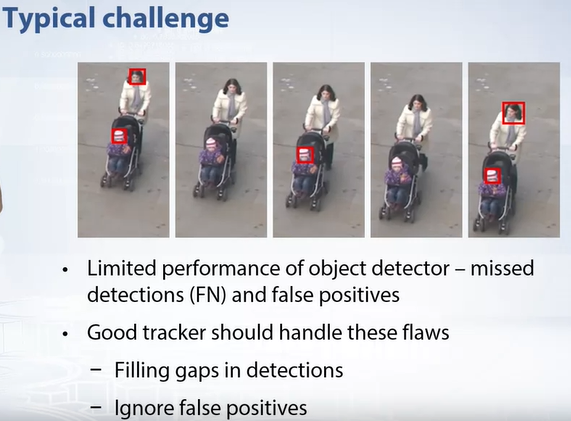 Typical challenge
• Limited performance of object detector – missed
detections (FN) and false positives
• Good tracker should handle these flaws
– Filling gaps in detections
– Ignore false positives